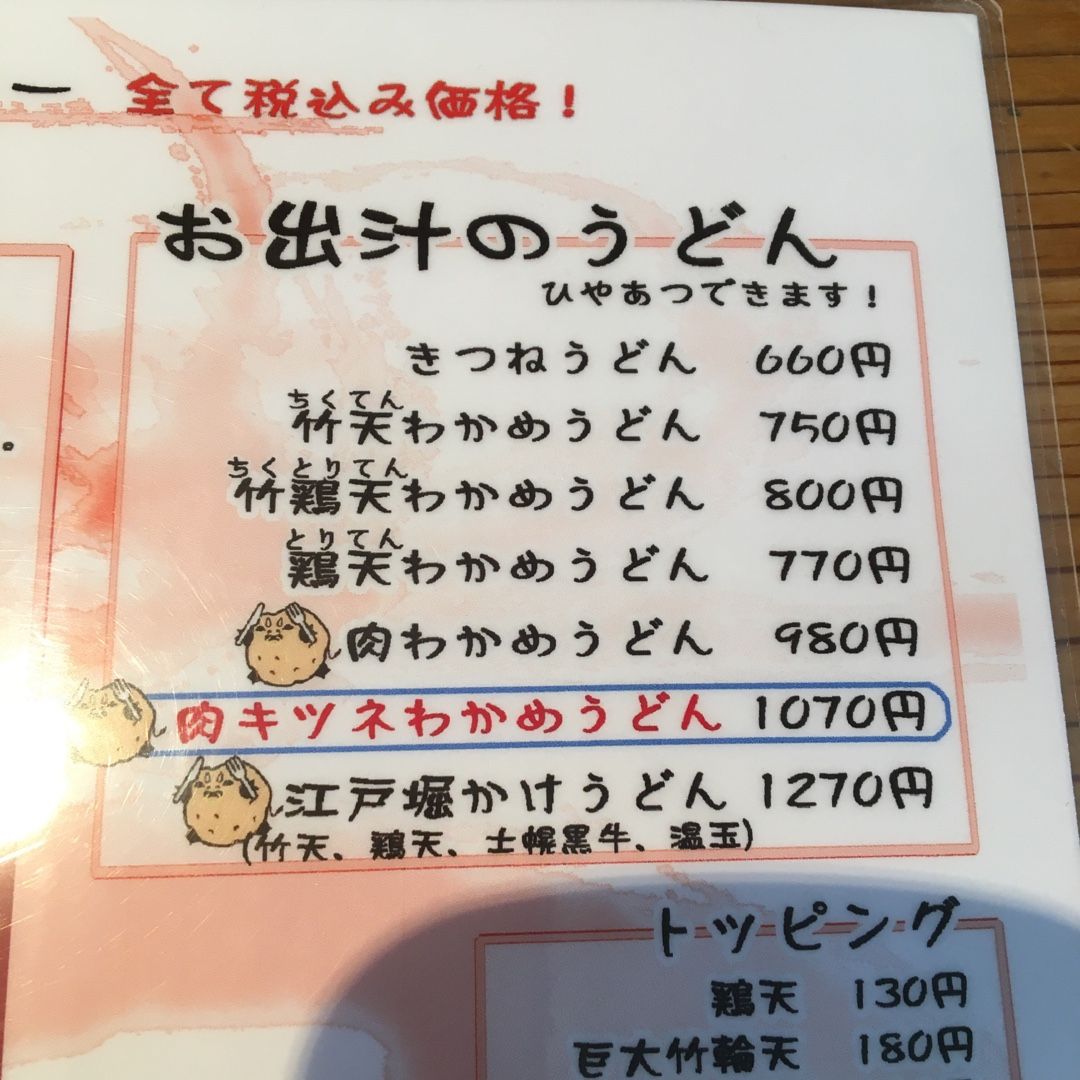 ー 全て税込み価格！
お出汁のうどん
ひやあつできます！
きつねうどん 660円
ちくてん
竹天わかめうどん 750円
ちくとりてん
竹鶏天わかめうどん 800円
とりてん
鶏天わかめうどん 770円
肉わかめうどん 980円
肉キツネわかめうどん 1070円
江戸堀かけうどん 1270円
(竹天、鶏天、士幌黒牛、温玉)
。
トッピング
鶏天 130円
巨大竹輪天 180円